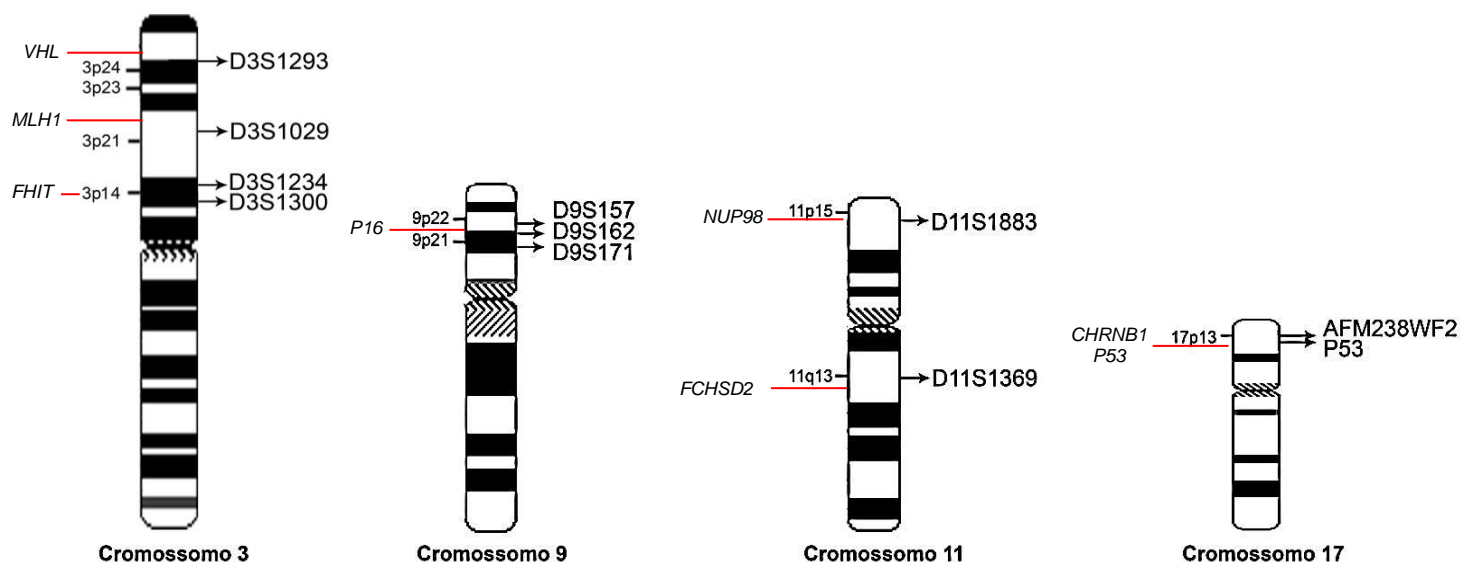 VHL
3p24
3p23
MLH1
3p21
FHIT
3p14
D3S1293
D3S1029
D3S1234
D3S1300
Cromossomo 3
P16
9p22
9p21
D9S157
D9S162
D9S171
Cromossomo 9
NUP98
11p15
D11S1883
FCHSD2
11q13
D11S1369
Cromossomo 11
CHRNB1
P53
17p13
AFM238WF2
P53
Cromossomo 17